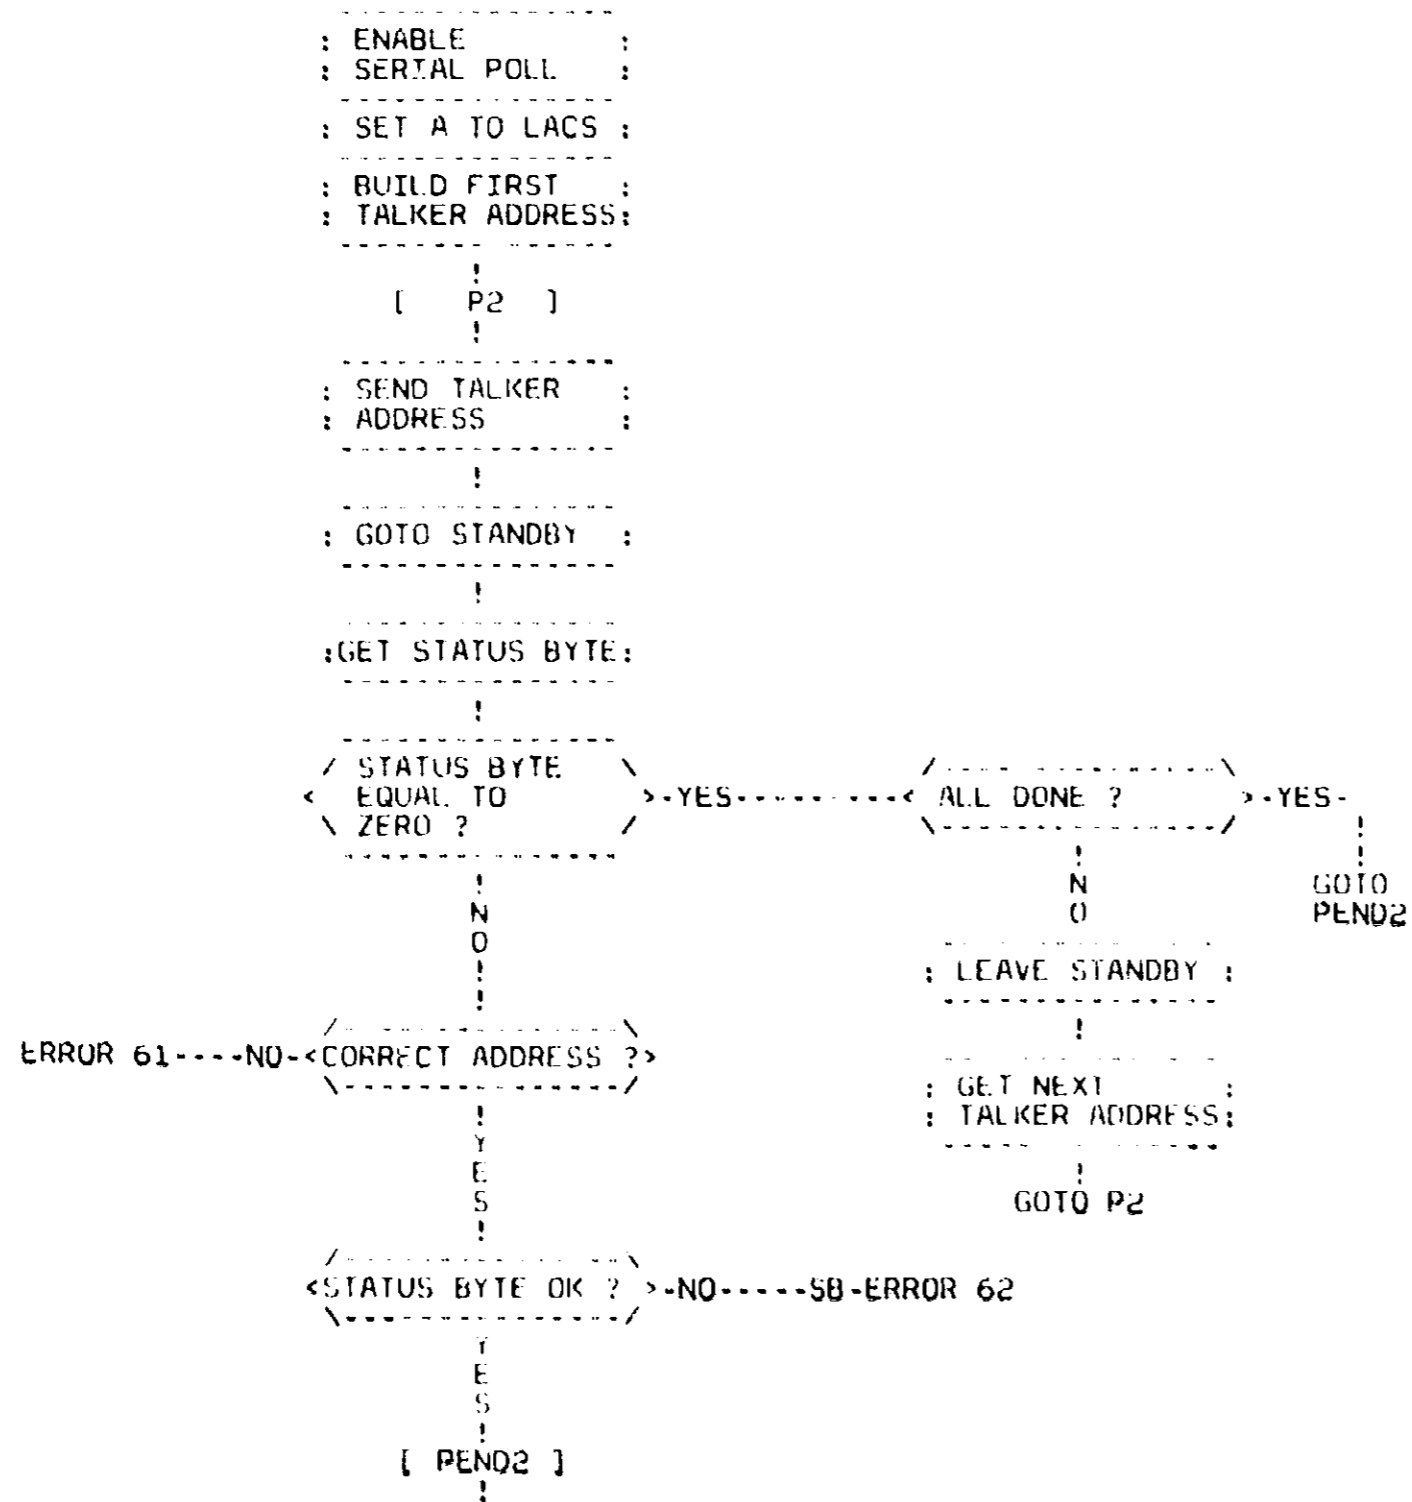 : ENABLE :
: SERIAL POLL :
: SET A TO LACS :
: BUILD FIRST :
: TALKER ADDRESS:
!
[ P2 ]
!
: SEND TALKER :
: ADDRESS :
!
: GOTO STANDBY :
!
:GET STATUS BYTE:
!
/ STATUS BYTE \ /---- -----------\
< EQUAL TO >-YES----------< ALL DONE ? >-YES-
\ ZERO ? / \----------------/ !
! ! !
N N GOTO
O O PEND2
!
: LEAVE STANDBY :
!
!
ERROR 61----NO-<CORRECT ADDRESS ?>
: GET NEXT :
: TALKER ADDRESS:
!
Y
E
S
!
!
GOTO P2
<STATUS BYTE OK ? >-NO-----SB-ERROR 62
Y
E
S
!
[ PEND2 ]
!